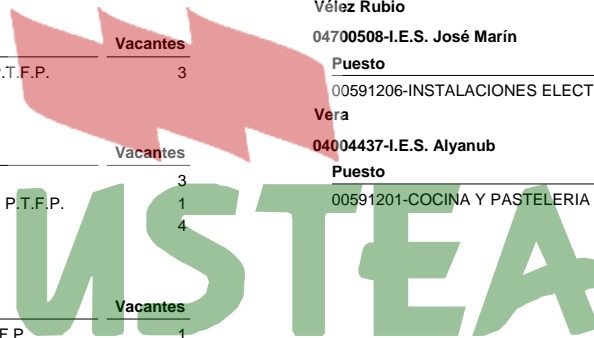 Vacantes
.T.F.P. 3
Vacantes
3
P.T.F.P. 1
4
Vacantes
F.P. 1
Vélez Rubio
04700508-I.E.S. José Marín
Puesto
00591206-INSTALACIONES ELECT
Vera
04004437-I.E.S. Alyanub
Puesto
00591201-COCINA Y PASTELERIA
USTEA